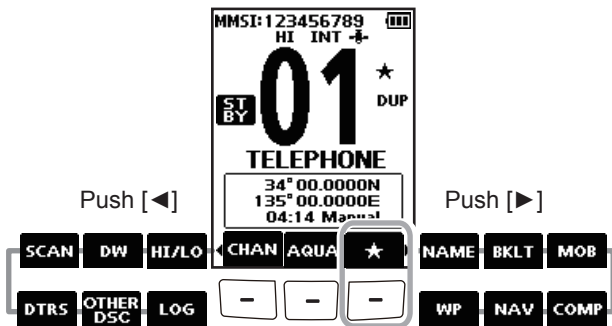 MMSI:123456789
HI INT
01
★
ST BY
DUP
TELEPHONE
34°00.0000N
135°00.0000E
04:14 Manual
Push [◄]
Push [►]
SCAN DW HI/LO CHAN AQUA ★ NAME BKLT MOB
DTRS OTHER DSC LOG - - - WP NAV COMP